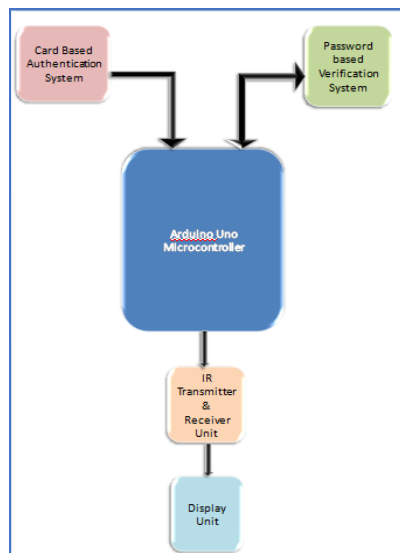 Card Based
Authentication
System
Password
based
Verification
System
Arduino Uno
Microcontroller
IR
Transmitter
&
Receiver
Unit
Display
Unit